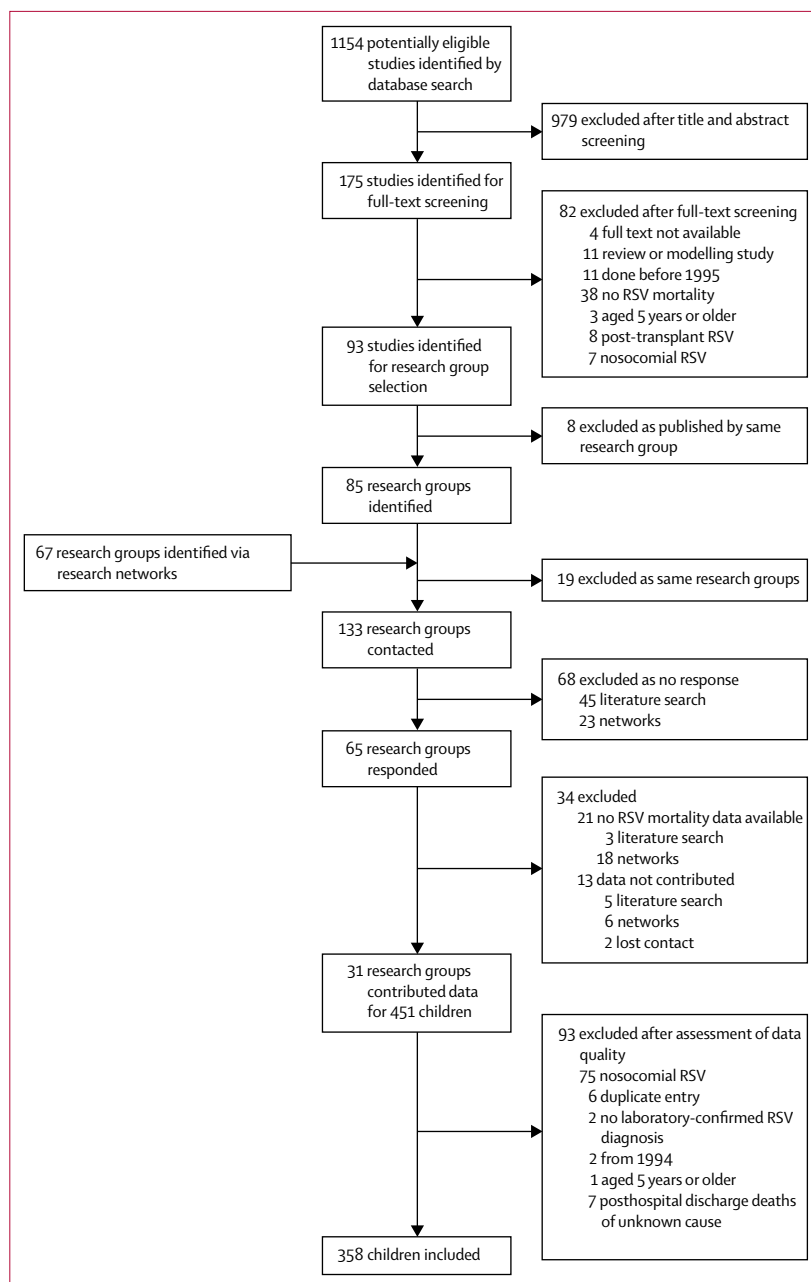 1154 potentially eligible
studies identified by
database search
979 excluded after title and abstract
screening
175 studies identified for
full-text screening
82 excluded after full-text screening
4 full text not available
11 review or modelling study
11 done before 1995
38 no RSV mortality
3 aged 5 years or older
8 post-transplant RSV
7 nosocomial RSV
93 studies identified
for research group
selection
8 excluded as published by same
research group
85 research groups
identified
67 research groups identified via
research networks
19 excluded as same research groups
133 research groups
contacted
68 excluded as no response
45 literature search
23 networks
65 research groups
responded
34 excluded
21 no RSV mortality data available
3 literature search
18 networks
13 data not contributed
5 literature search
6 networks
2 lost contact
31 research groups
contributed data
for 451 children
93 excluded after assessment of data
quality
75 nosocomial RSV
6 duplicate entry
2 no laboratory-confirmed RSV
diagnosis
2 from 1994
1 aged 5 years or older
7 posthospital discharge deaths
of unknown cause
358 children included